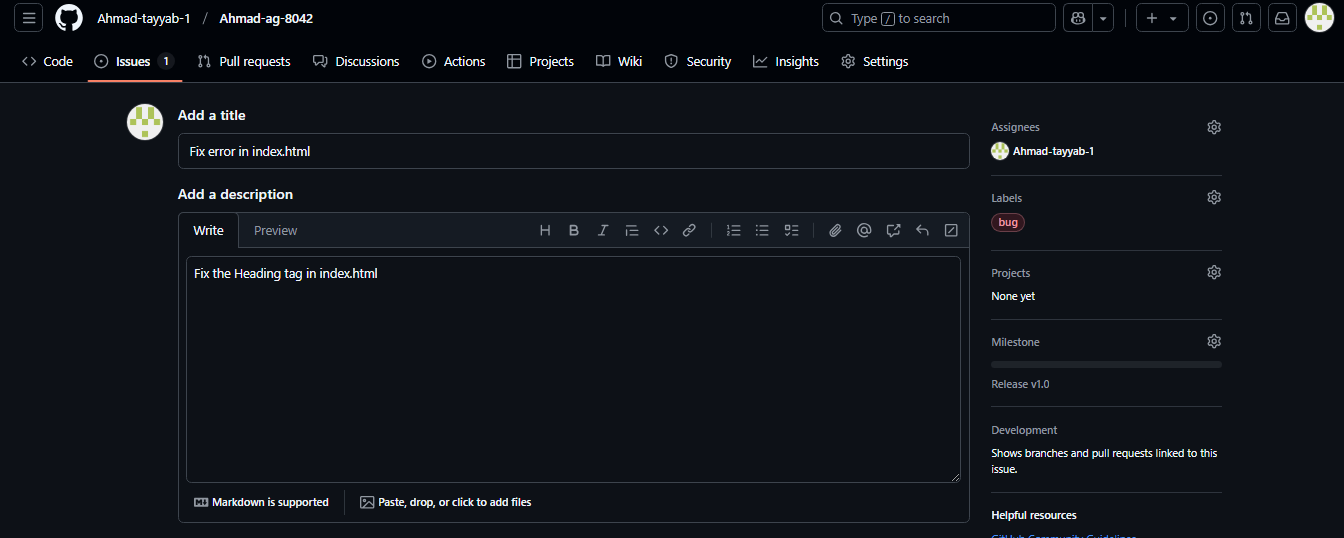 Ahmad-tayyab-1 / Ahmad-ag-8042
Type / to search
Code
Issues 1
Pull requests
Discussions
Actions
Projects
Wiki
Security
Insights
Settings
Add a title
Fix error in index.html
Add a description
Write
Preview
H B I
Fix the Heading tag in index.html
Markdown is supported
Paste, drop, or click to add files
Assignees
Ahmad-tayyab-1
Labels
bug
Projects
None yet
Milestone
Release v1.0
Development
Shows branches and pull requests linked to this
issue.
Helpful resources
GitHub Community Guidelines